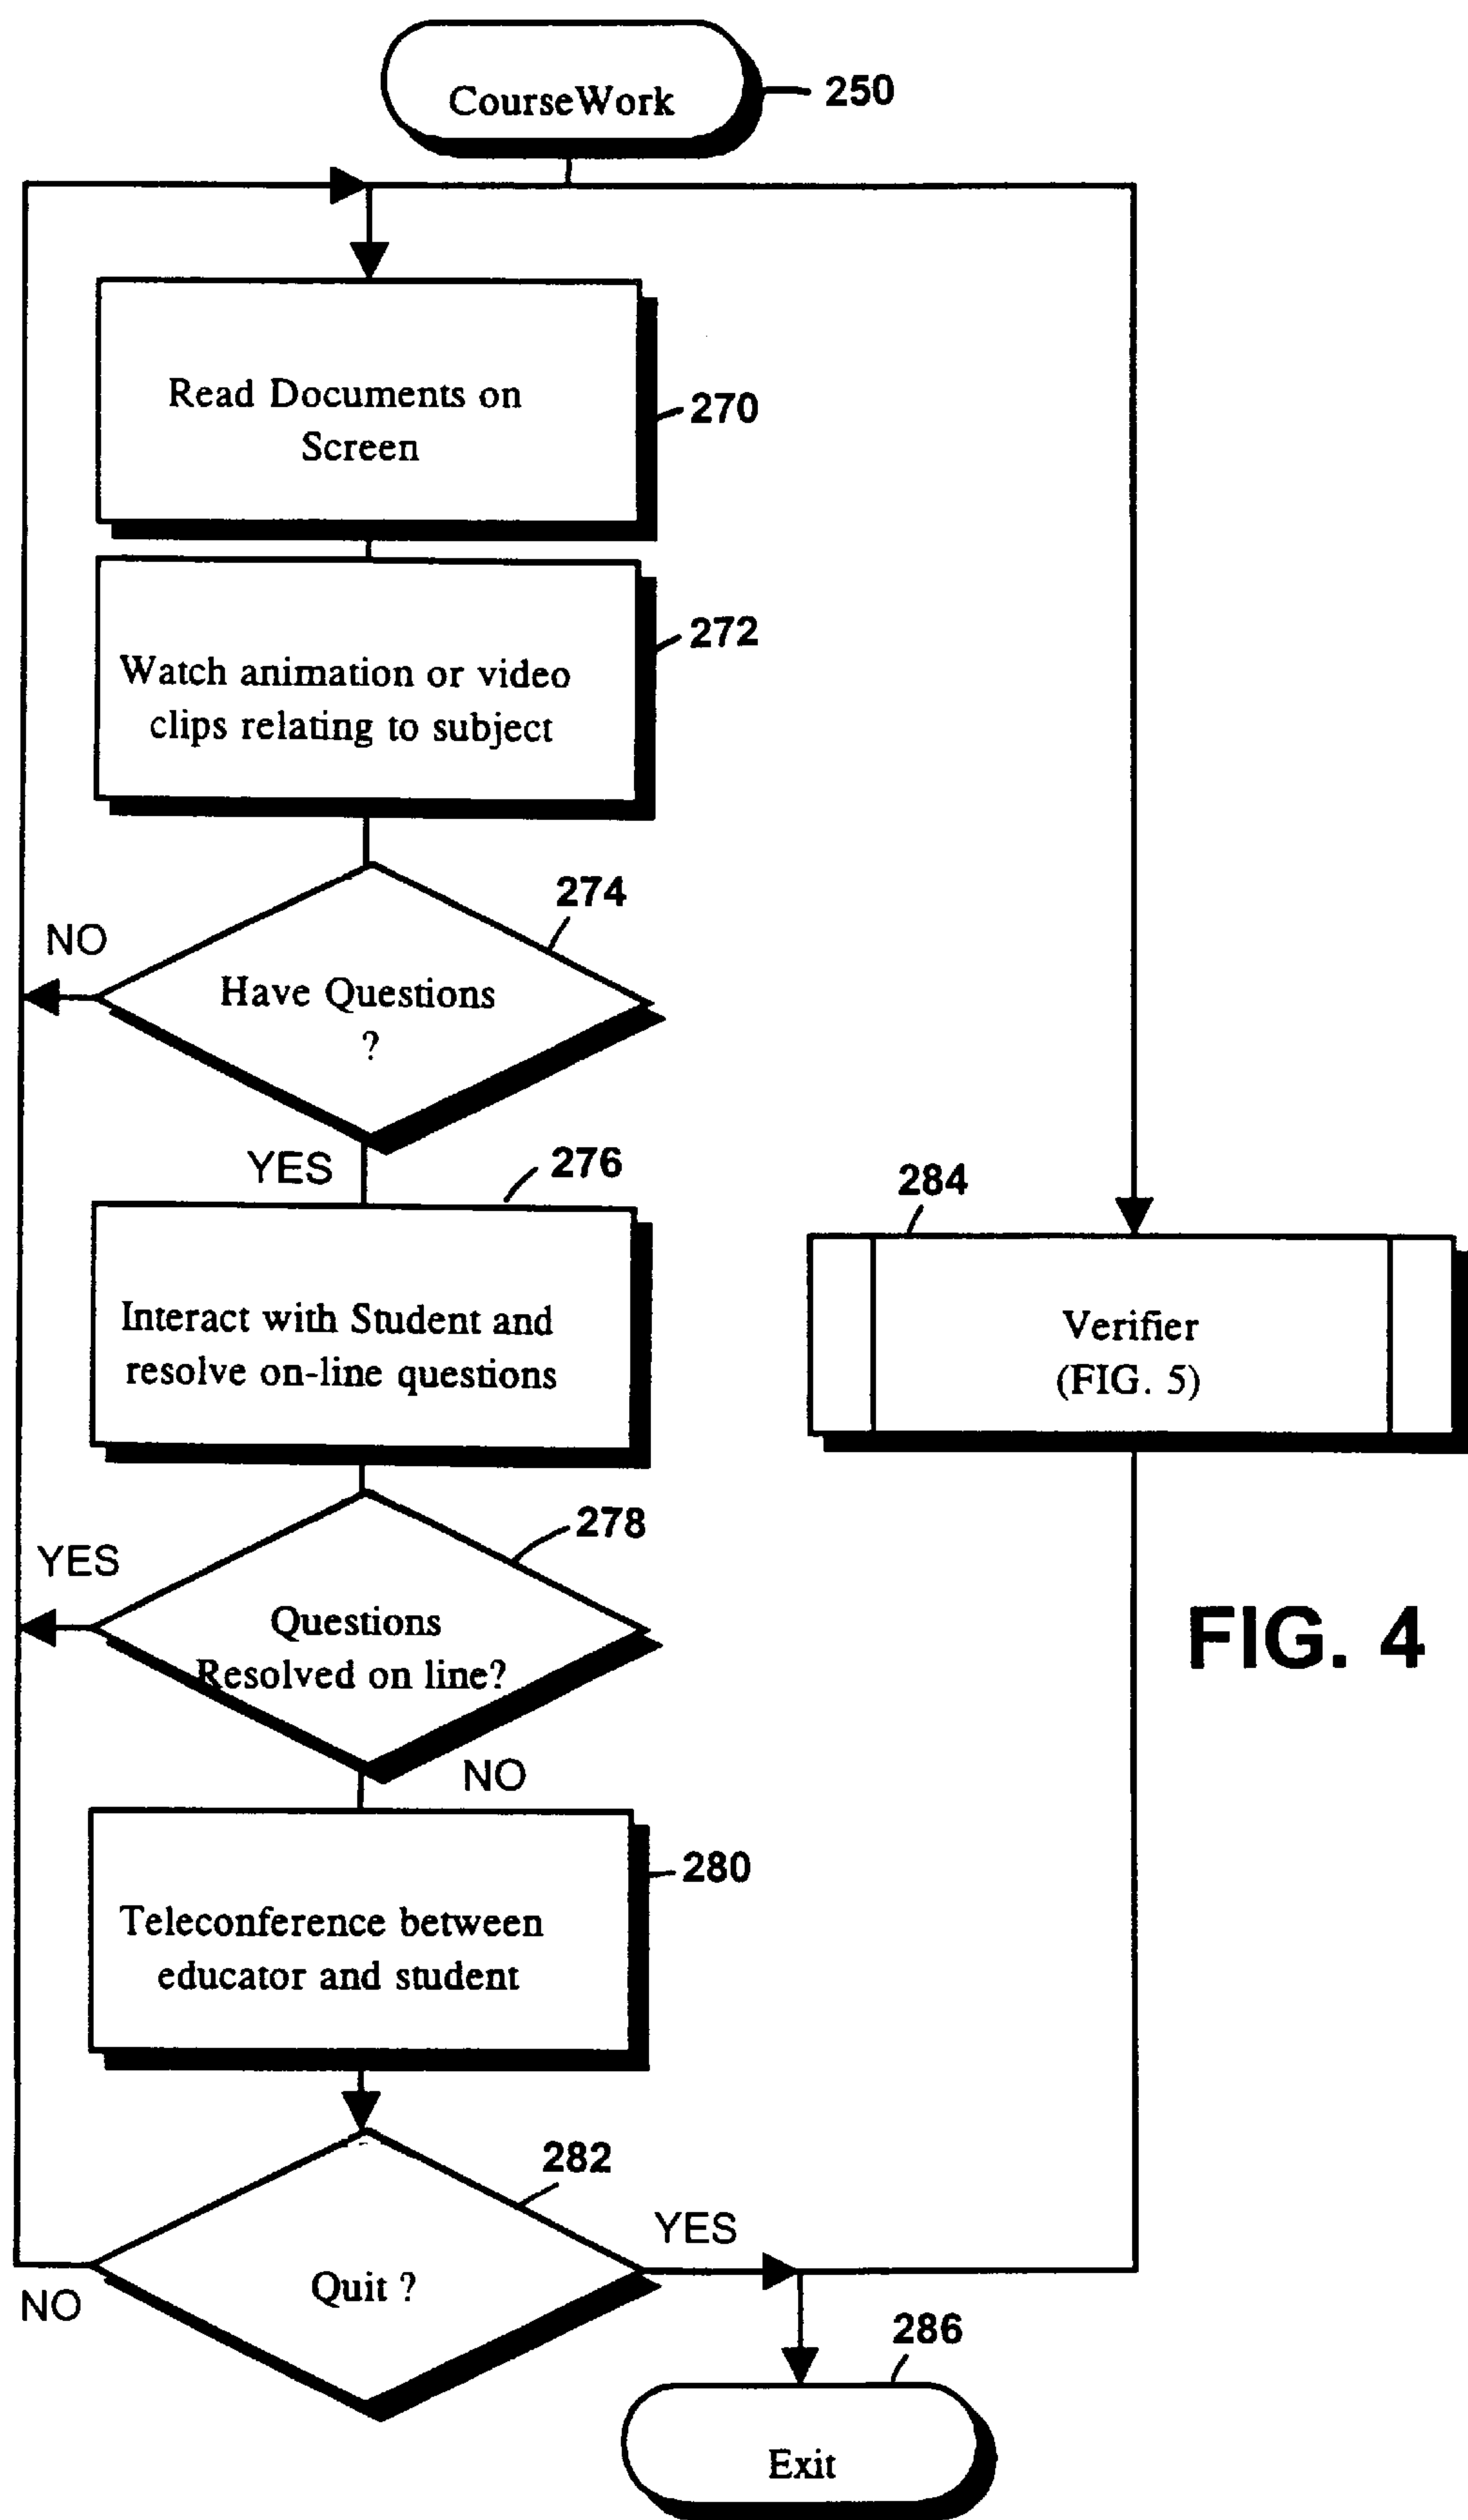 CourseWork
250
Read Documents on
Screen
270
Watch animation or video
clips relating to subject
272
274
NO
Have Questions
?
YES
276
Interact with Student and
resolve on-line questions
284
Verifier
(FIG. 5)
278
YES
Questions
Resolved on line?
FIG. 4
NO
280
Teleconference between
educator and student
282
YES
Quit ?
NO
286
Exit